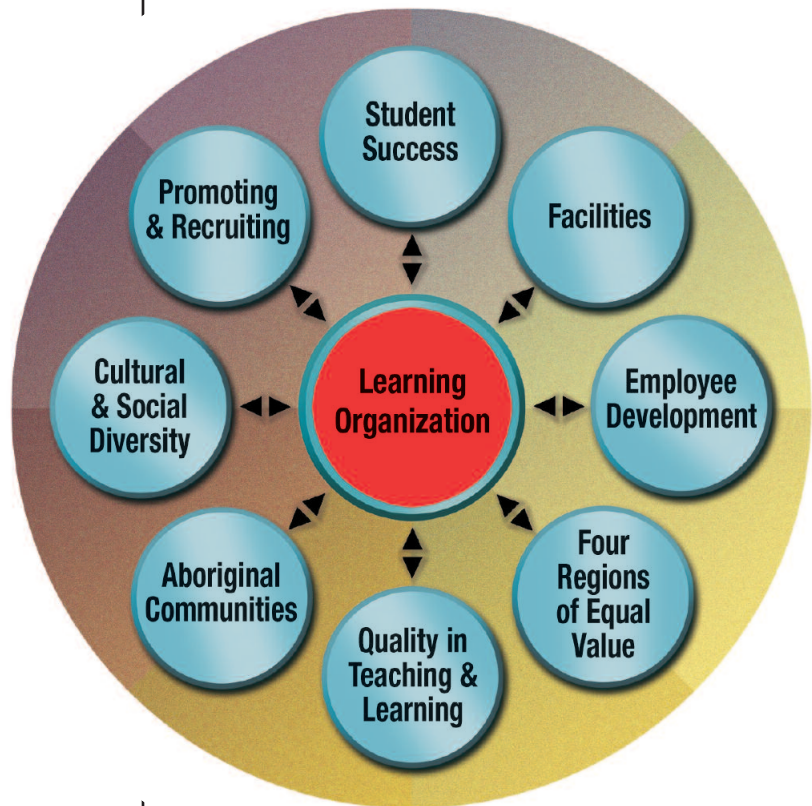 Student
Success
Facilities
Employee
Development
Four
Regions
of Equal
Value
Quality in
Teaching &
Learning
Aboriginal
Communities
Cultural
& Social
Diversity
Promoting
& Recruiting
Learning
Organization